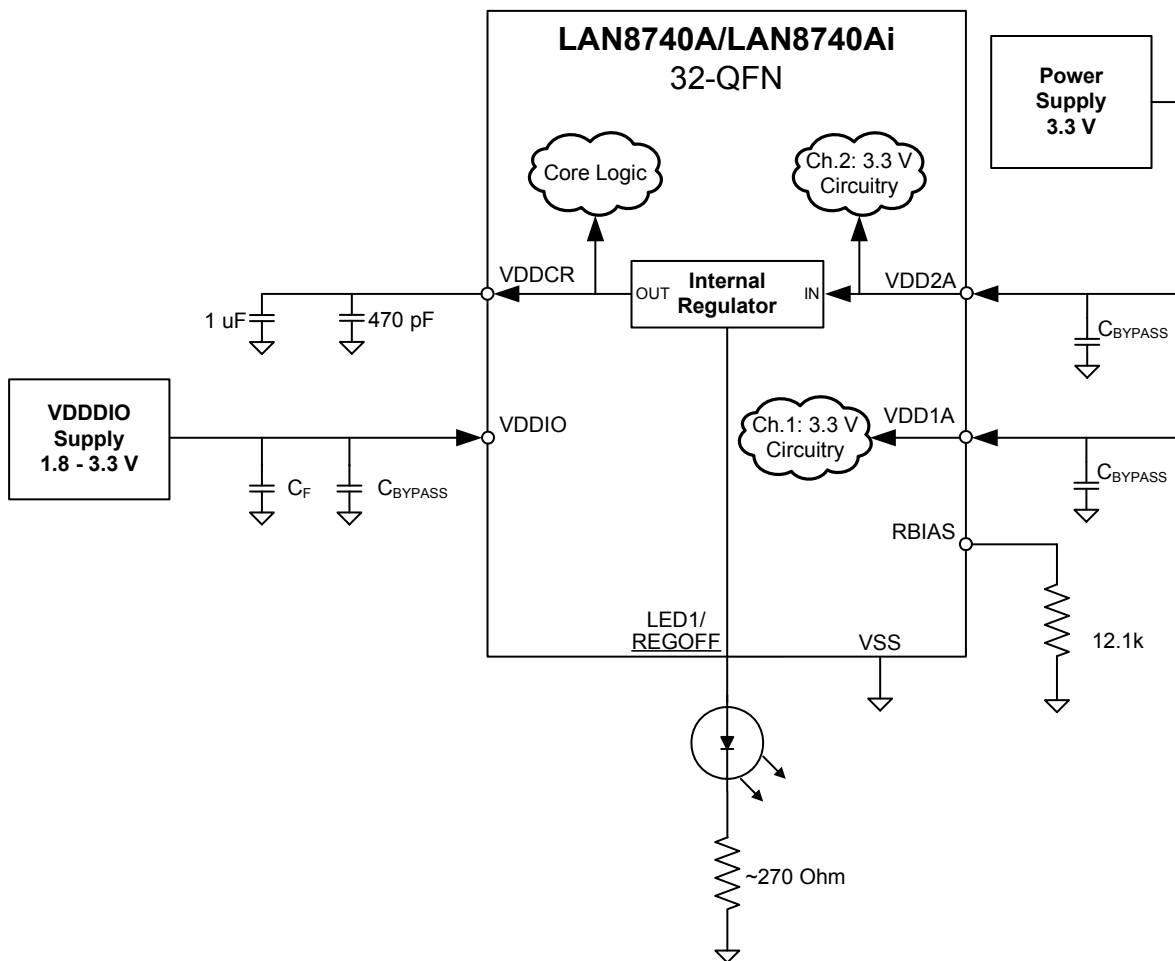 LAN8740A/LAN8740Ai
32-QFN
Power
Supply
3.3 V
Core Logic
Ch.2: 3.3 V
Circuitry
VDDCR
OUT
Internal
Regulator
IN
VDD2A
1 uF
470 pF
CBYPASS
VDDDIO
Supply
1.8 - 3.3 V
VDDIO
Ch.1: 3.3 V
Circuitry
VDD1A
CF
CBYPASS
CBYPASS
RBIAS
LED1/
REGOFF
VSS
12.1k
~270 Ohm